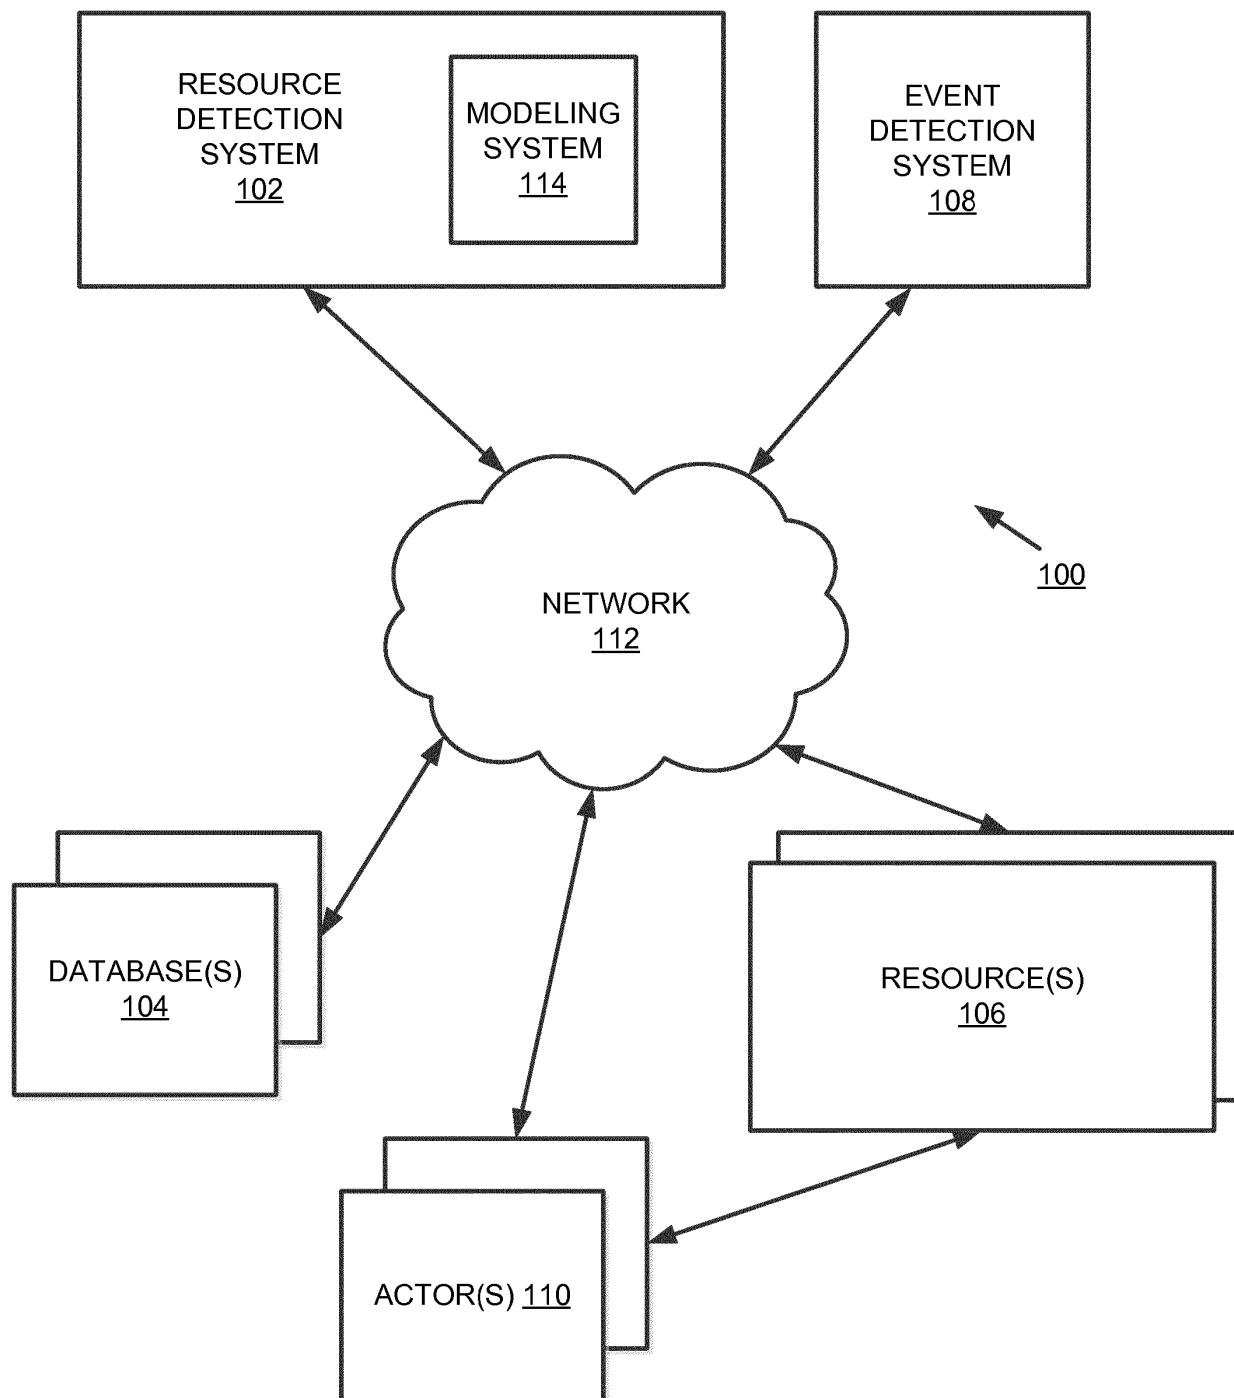 RESOURCE
DETECTION
SYSTEM
102
MODELING
SYSTEM
114
EVENT
DETECTION
SYSTEM
108
100
NETWORK
112
DATABASE(S)
104
RESOURCE(S)
106
ACTOR(S) 110